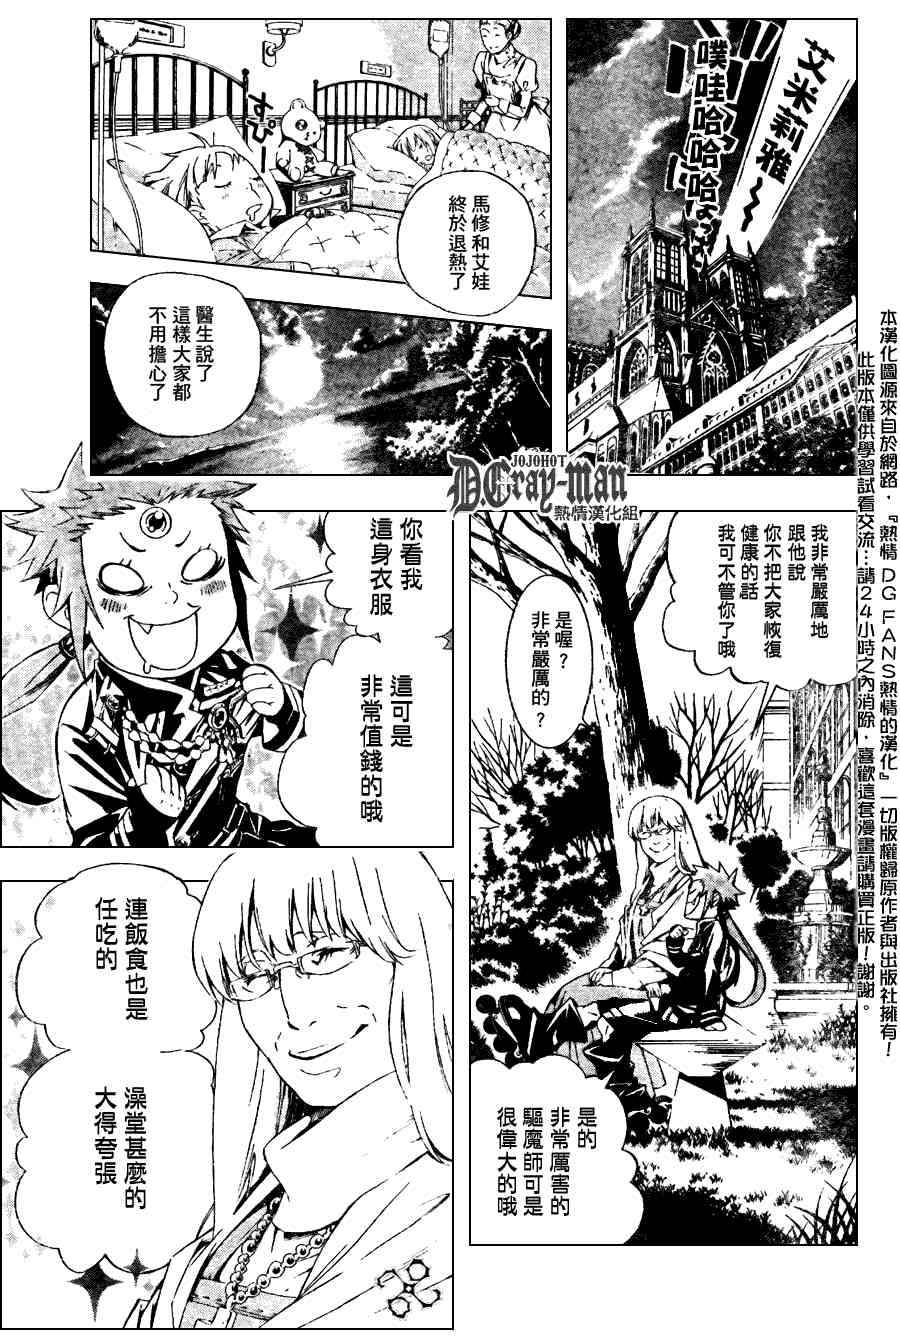 艾米莉雅～～
噗哇哈哈哈
すぴ
馬修和艾娃
終於退熱了
醫生說了
這樣大家都
不用擔心了
JOJOHOT
D.Gray-man
熱情漢化組
我非常嚴厲地
跟他說
你不把大家恢復
健康的話
我可不管你了哦
是喔？
非常嚴厲的？
是的
非常厲害的
驅魔師可是
很偉大的哦
你看我
這身衣服
這可是
非常值錢的哦
連飯食也是
任吃的
澡堂甚麼的
大得夸張
本漢化圖源來自於網路，『熱情DG FANS熱情的漢化』一切版權歸原作者與出版社擁有！
此版本僅供學習試看交流…請24小時之內消除，喜歡這套漫畫請購買正版！謝謝。